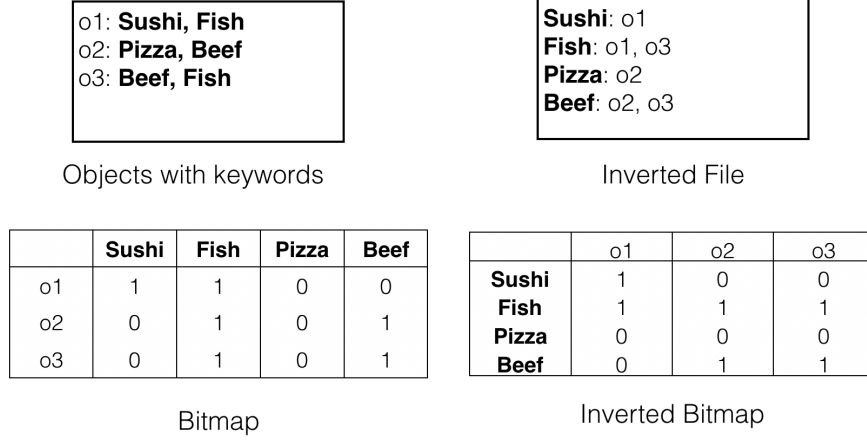 o1: Sushi, Fish
o2: Pizza, Beef
o3: Beef, Fish
Objects with keywords
Sushi: o1
Fish: o1, o3
Pizza: o2
Beef: o2, o3
Inverted File
Sushi Fish Pizza Beef
o1 1 1 0 0
o2 0 1 0 1
o3 0 1 0 1
Bitmap
o1 o2 o3
Sushi 1 0 0
Fish 1 1 1
Pizza 0 0 0
Beef 0 1 1
Inverted Bitmap